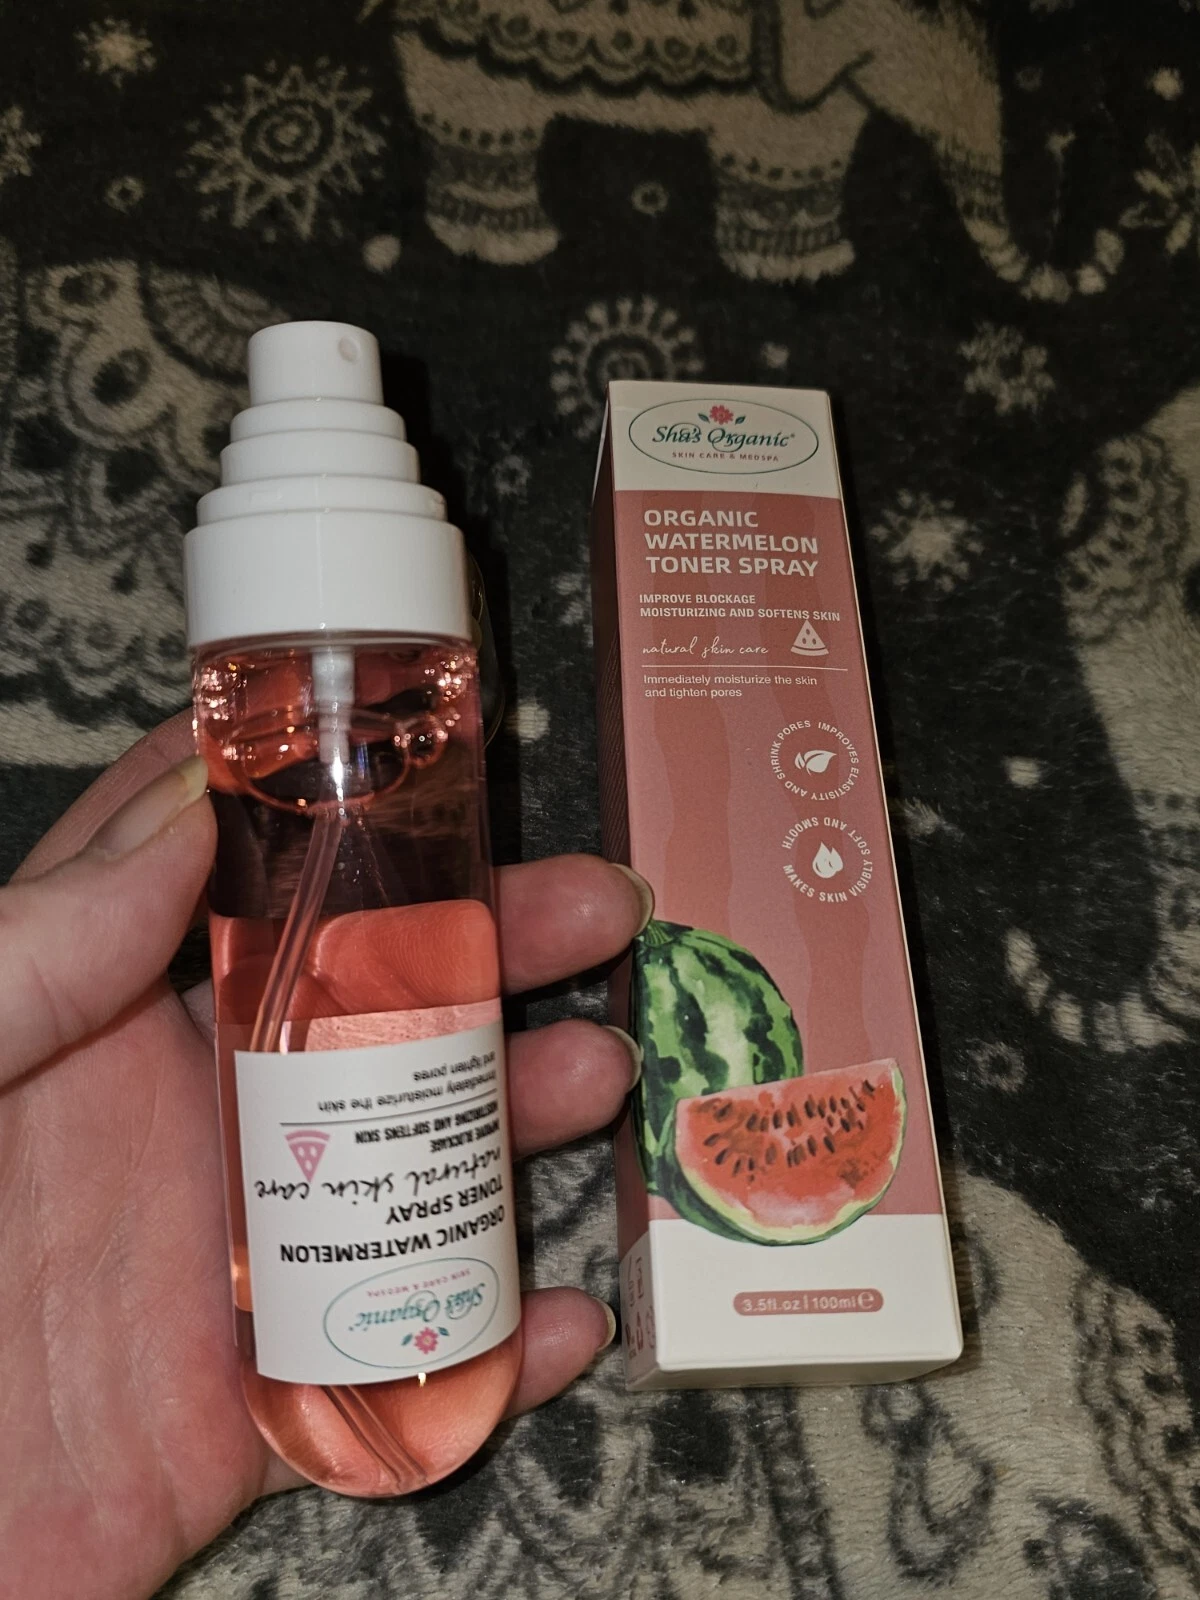 Sha's Organic®
SKIN CARE & MEDSPA
ORGANIC
WATERMELON
TONER SPRAY
IMPROVE BLOCKAGE
MOISTURIZING AND SOFTENS SKIN
natural skin care
Immediately moisturize the skin
and tighten pores
IMPROVES ELASTISITY AND SHRINK PORES
MAKES SKIN VISIBLY SOFT AND SMOOTH
3.5fl.oz | 100ml ℮
Sha's Organic
SKIN CARE & MEDSPA
ORGANIC WATERMELON
TONER SPRAY
natural skin care
IMPROVE BLOCKAGE
MOISTURIZING AND SOFTENS SKIN
Immediately moisturize the skin
and tighten pores